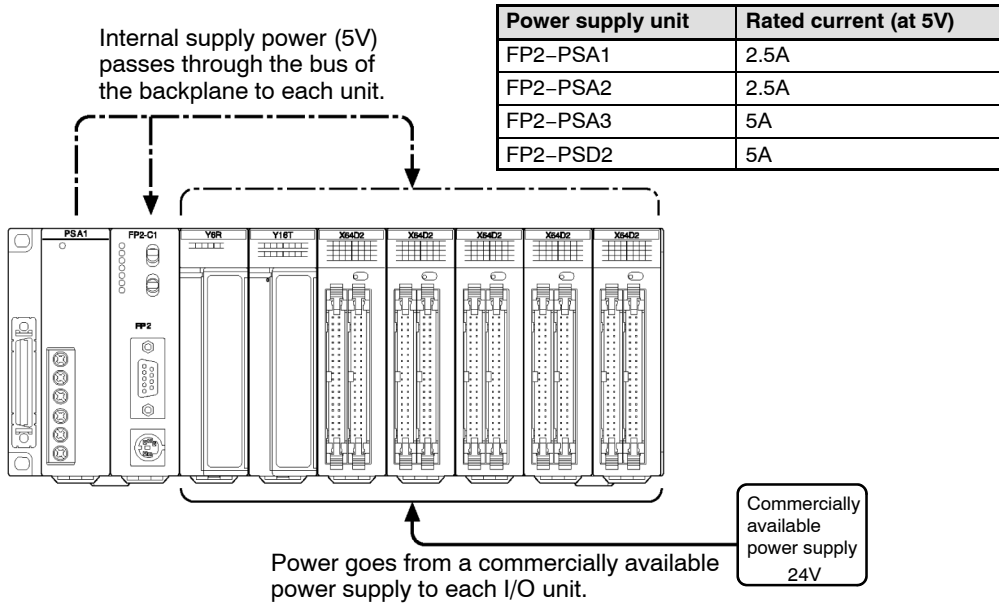 Internal supply power (5V)
passes through the bus of
the backplane to each unit.
Power supply unit Rated current (at 5V)
FP2−PSA1 2.5A
FP2−PSA2 2.5A
FP2−PSA3 5A
FP2−PSD2 5A
PSA1 FP2-C1 Y6R Y16T X64D2 X64D2 X64D2 X64D2 X64D2
FP2
Commercially
available
power supply
24V
Power goes from a commercially available
power supply to each I/O unit.